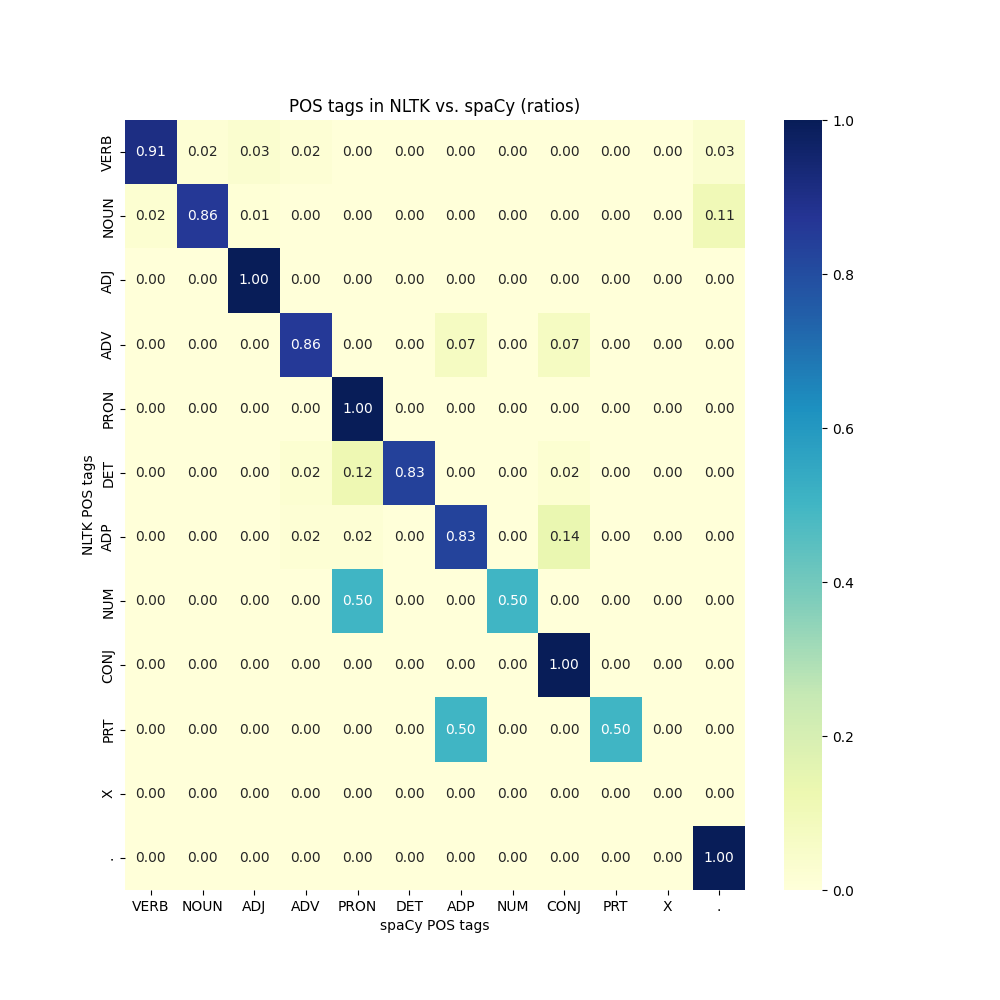 POS tags in NLTK vs. spaCy (ratios)
VERB 0.91 0.02 0.03 0.02 0.00 0.00 0.00 0.00 0.00 0.00 0.00 0.03
NOUN 0.02 0.86 0.01 0.00 0.00 0.00 0.00 0.00 0.00 0.00 0.00 0.11
ADJ 0.00 0.00 1.00 0.00 0.00 0.00 0.00 0.00 0.00 0.00 0.00 0.00
ADV 0.00 0.00 0.00 0.86 0.00 0.00 0.07 0.00 0.07 0.00 0.00 0.00
PRON 0.00 0.00 0.00 0.00 1.00 0.00 0.00 0.00 0.00 0.00 0.00 0.00
DET 0.00 0.00 0.00 0.02 0.12 0.83 0.00 0.00 0.02 0.00 0.00 0.00
ADP 0.00 0.00 0.00 0.02 0.02 0.00 0.83 0.00 0.14 0.00 0.00 0.00
NUM 0.00 0.00 0.00 0.00 0.50 0.00 0.00 0.50 0.00 0.00 0.00 0.00
CONJ 0.00 0.00 0.00 0.00 0.00 0.00 0.00 0.00 1.00 0.00 0.00 0.00
PRT 0.00 0.00 0.00 0.00 0.00 0.00 0.50 0.00 0.00 0.50 0.00 0.00
X 0.00 0.00 0.00 0.00 0.00 0.00 0.00 0.00 0.00 0.00 0.00 0.00
. 0.00 0.00 0.00 0.00 0.00 0.00 0.00 0.00 0.00 0.00 0.00 1.00
VERB NOUN ADJ ADV PRON DET ADP NUM CONJ PRT X .
spaCy POS tags
NLTK POS tags
1.0
0.8
0.6
0.4
0.2
0.0